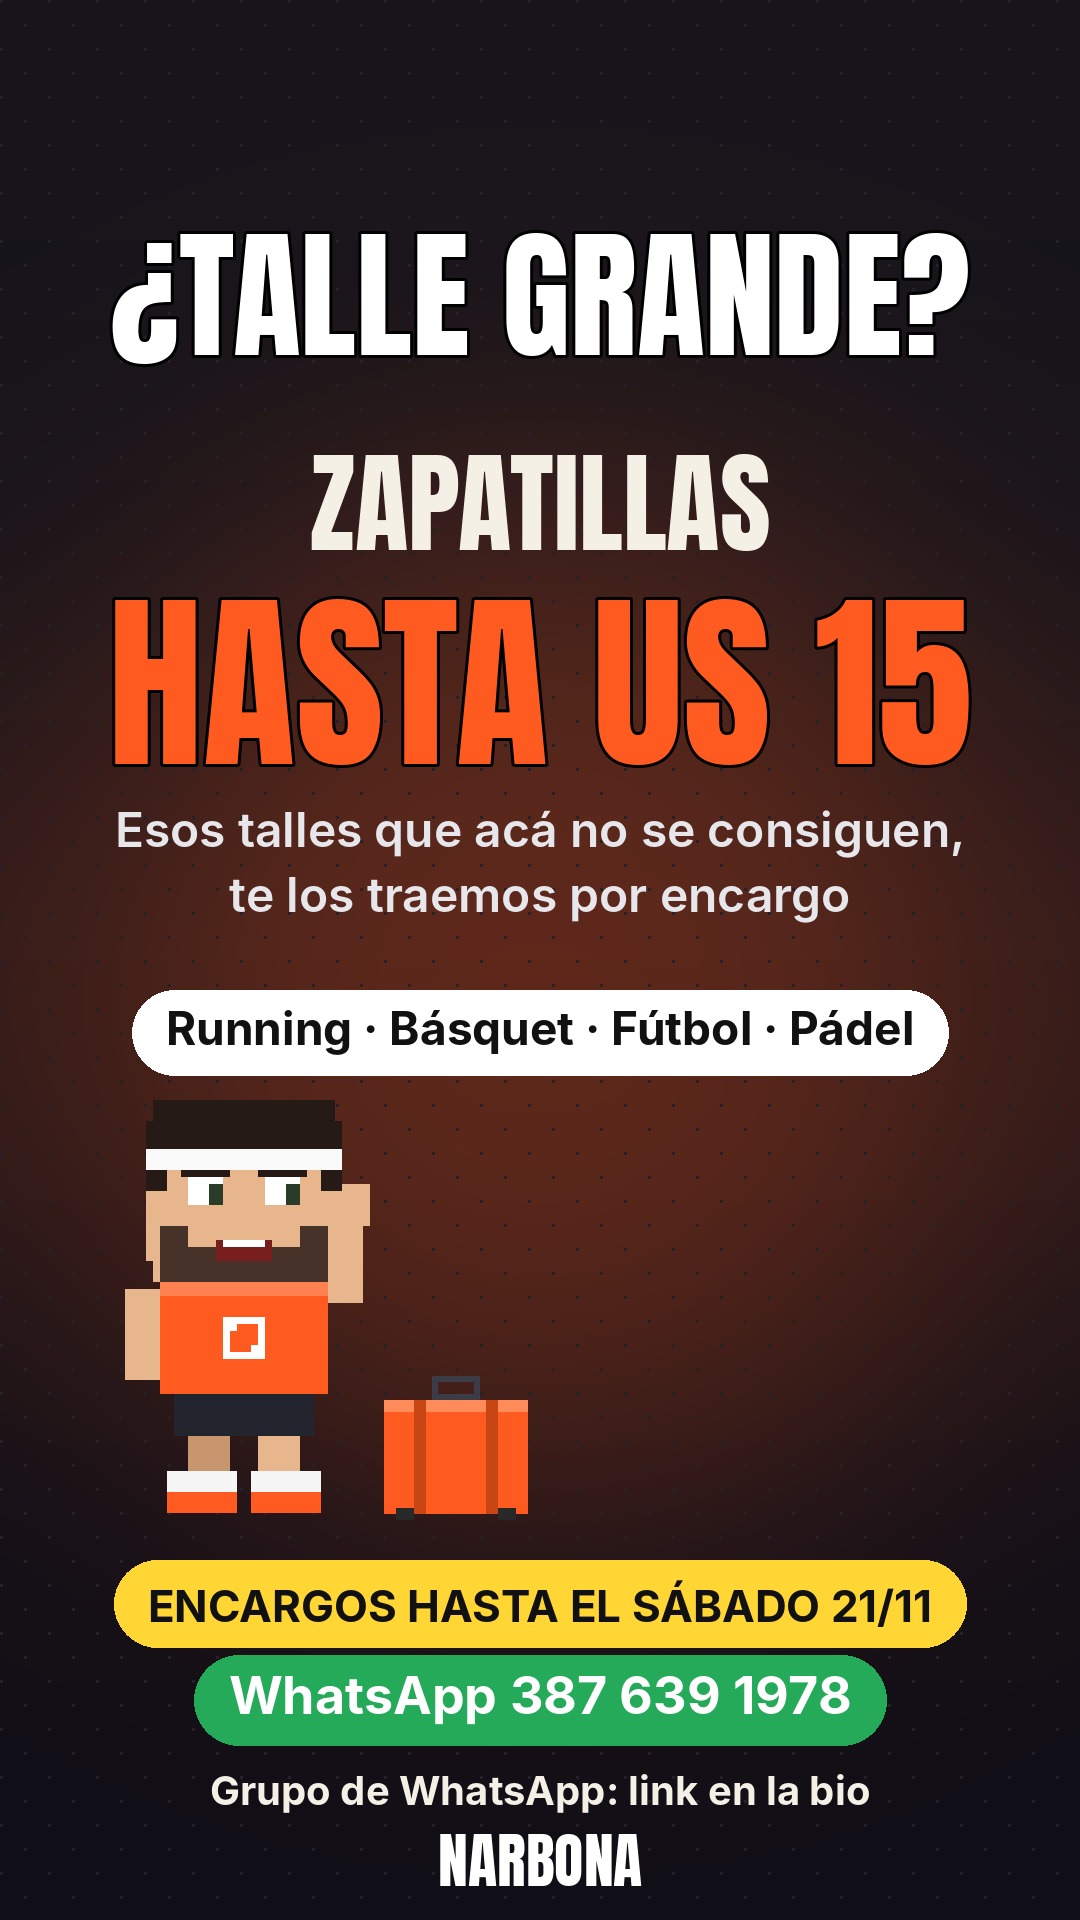 ¿TALLE GRANDE?
ZAPATILLAS
HASTA US 15
Esos talles que acá no se consiguen,
te los traemos por encargo
Running · Básquet · Fútbol · Pádel
ENCARGOS HASTA EL SÁBADO 21/11
WhatsApp 387 639 1978
Grupo de WhatsApp: link en la bio
NARBONA